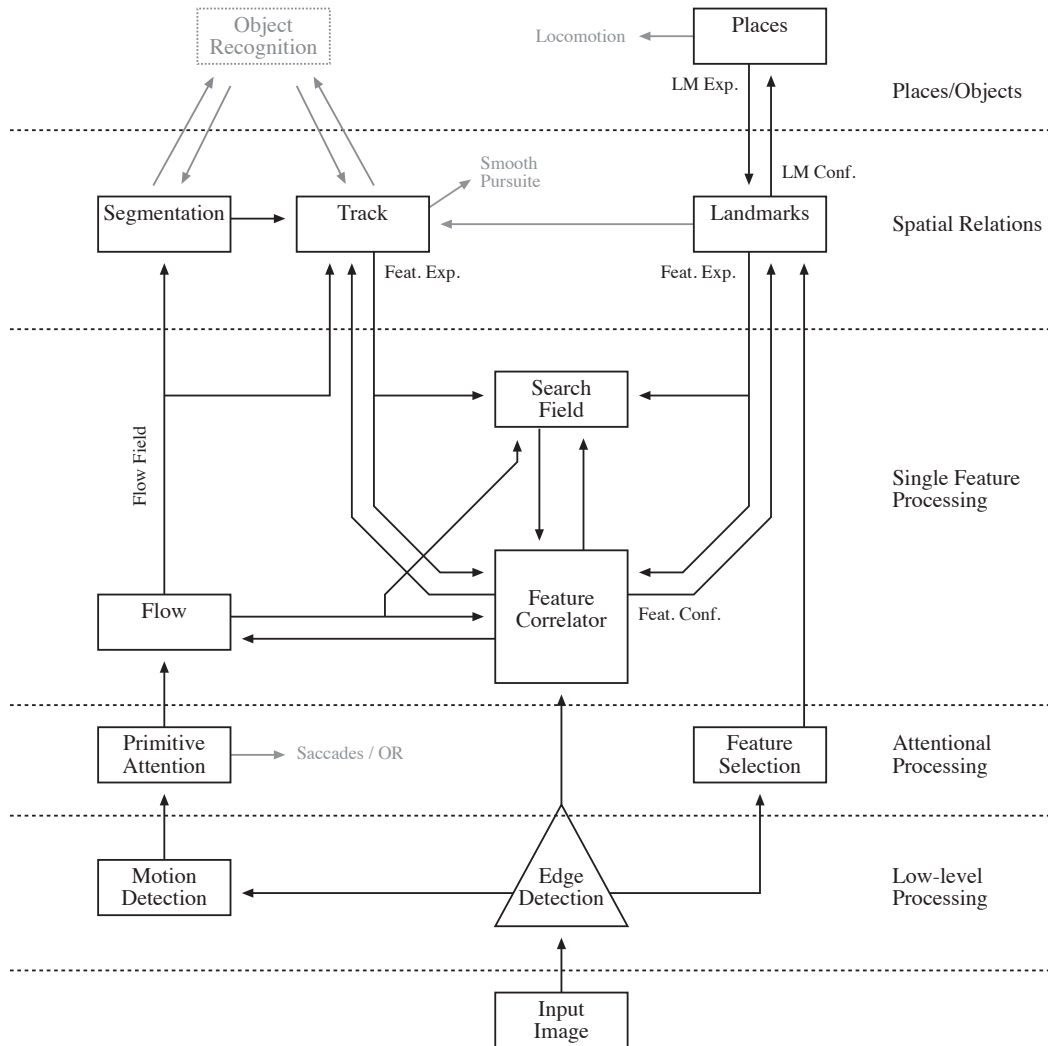 Object
Recognition
Locomotion
Places
LM Exp.
Places/Objects
Smooth
Pursuite
LM Conf.
Segmentation
Track
Landmarks
Spatial Relations
Feat. Exp.
Feat. Exp.
Search
Field
Flow Field
Single Feature
Processing
Flow
Feature
Correlator
Feat. Conf.
Primitive
Attention
Saccades / OR
Feature
Selection
Attentional
Processing
Motion
Detection
Edge
Detection
Low-level
Processing
Input
Image